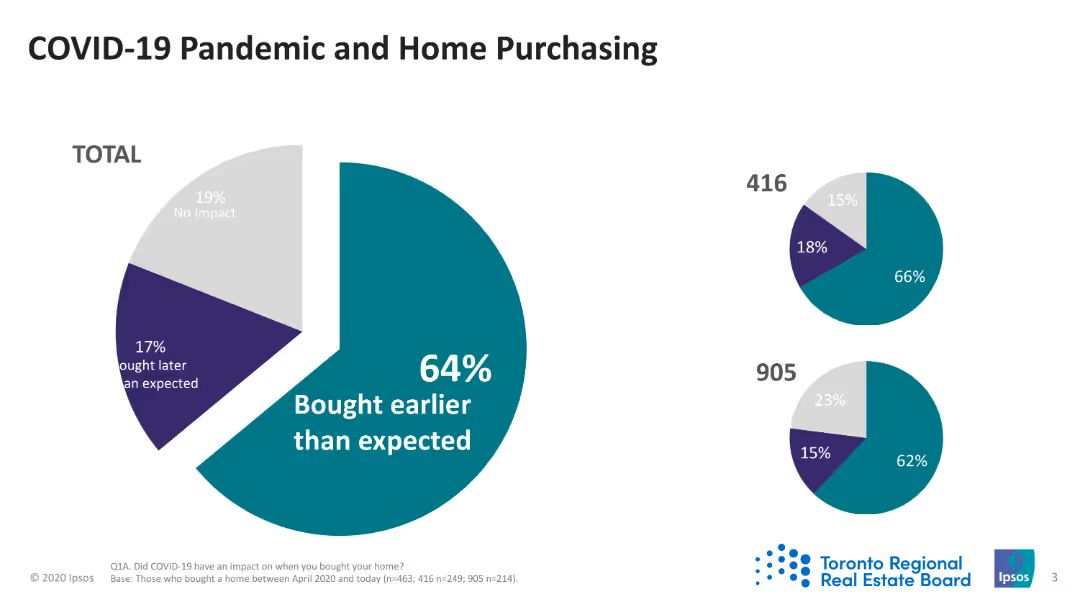 COVID-19 Pandemic and Home Purchasing
TOTAL
19%
No impact
17%
ought later
an expected
64%
Bought earlier
than expected
416
15%
18%
66%
905
23%
15%
62%
© 2020 Ipsos
Q1A. Did COVID-19 have an impact on when you bought your home?
Base: Those who bought a home between April 2020 and today (n=463; 416 n=249; 905 n=214).
Toronto Regional
Real Estate Board
Ipsos
3